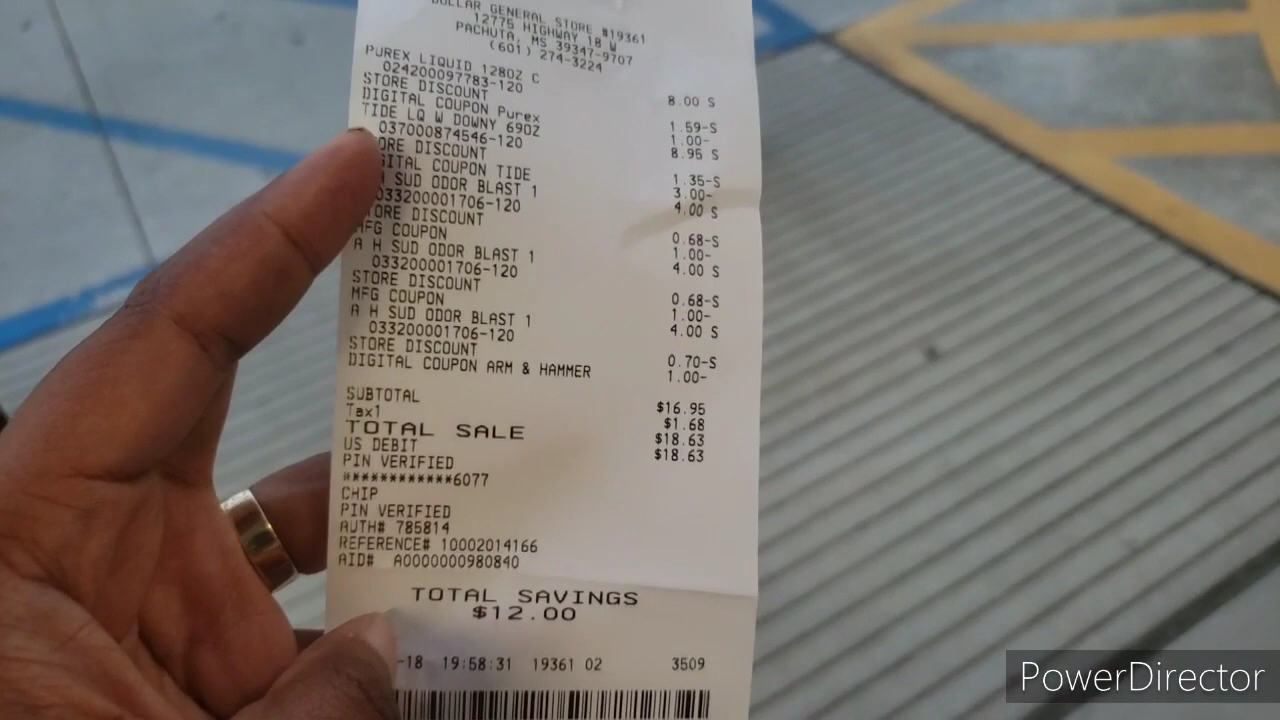 DOLLAR GENERAL STORE #19361
12775 HIGHWAY 18 W
PACHUTA, MS 39347-9707
(601) 274-3224
PUREX LIQUID 128OZ C 8.00 S
024200097783-120
STORE DISCOUNT 1.59-S
DIGITAL COUPON Purex 1.00-
TIDE LQ W DOWNY 69OZ 8.95 S
037000874546-120
ORE DISCOUNT 1.35-S
GITAL COUPON TIDE 3.00-
H SUD ODOR BLAST 1 4.00 S
033200001706-120
TORE DISCOUNT 0.68-S
MFG COUPON 1.00-
A H SUD ODOR BLAST 1 4.00 S
033200001706-120
STORE DISCOUNT 0.68-S
MFG COUPON 1.00-
A H SUD ODOR BLAST 1 4.00 S
033200001706-120
STORE DISCOUNT 0.70-S
DIGITAL COUPON ARM & HAMMER 1.00-
SUBTOTAL $16.95
Tax1 $1.68
TOTAL SALE $18.63
US DEBIT $18.63
PIN VERIFIED
************6077
CHIP
PIN VERIFIED
AUTH# 785814
REFERENCE# 10002014166
AID# A0000000980840
TOTAL SAVINGS
$12.00
-18 19:58:31 19361 02 3509
PowerDirector